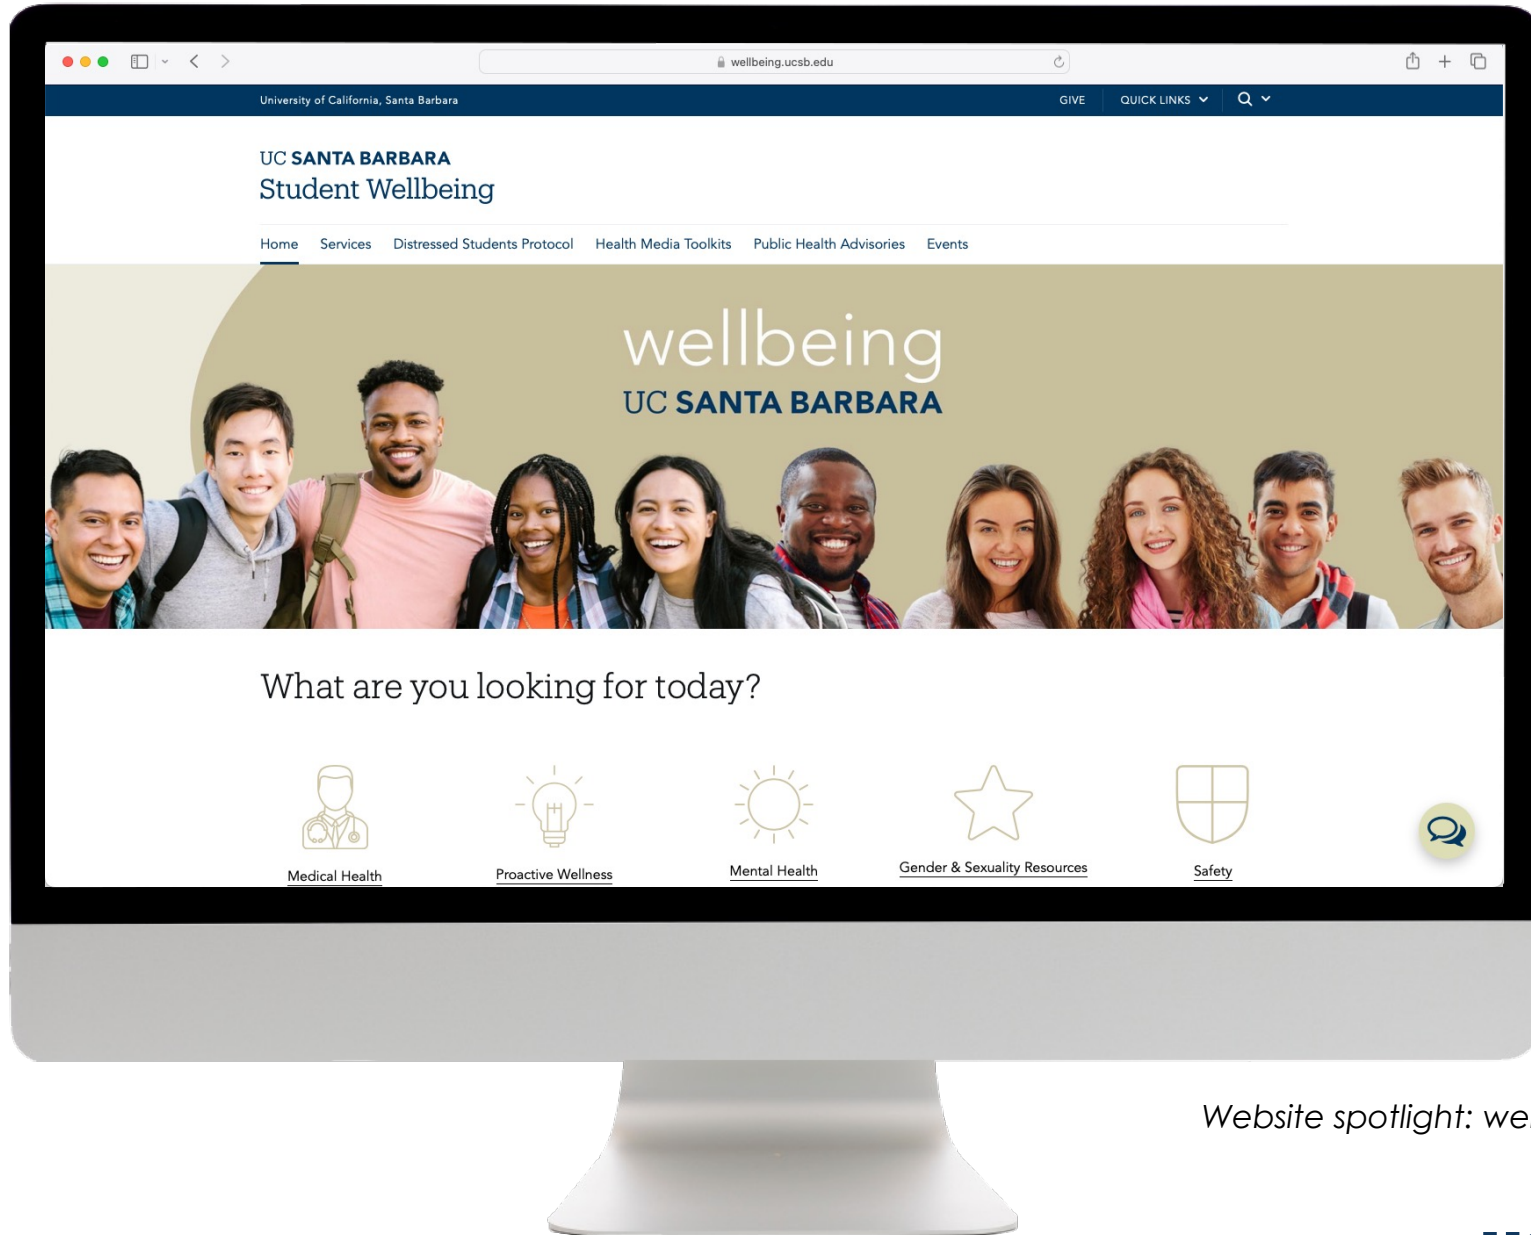 wellbeing.ucsb.edu
University of California, Santa Barbara
GIVE
QUICK LINKS
UC SANTA BARBARA
Student Wellbeing
Home Services Distressed Students Protocol Health Media Toolkits Public Health Advisories Events
wellbeing
UC SANTA BARBARA
What are you looking for today?
Medical Health
Proactive Wellness
Mental Health
Gender & Sexuality Resources
Safety
Website spotlight: